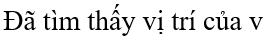 Đã tìm thấy vị trí của v